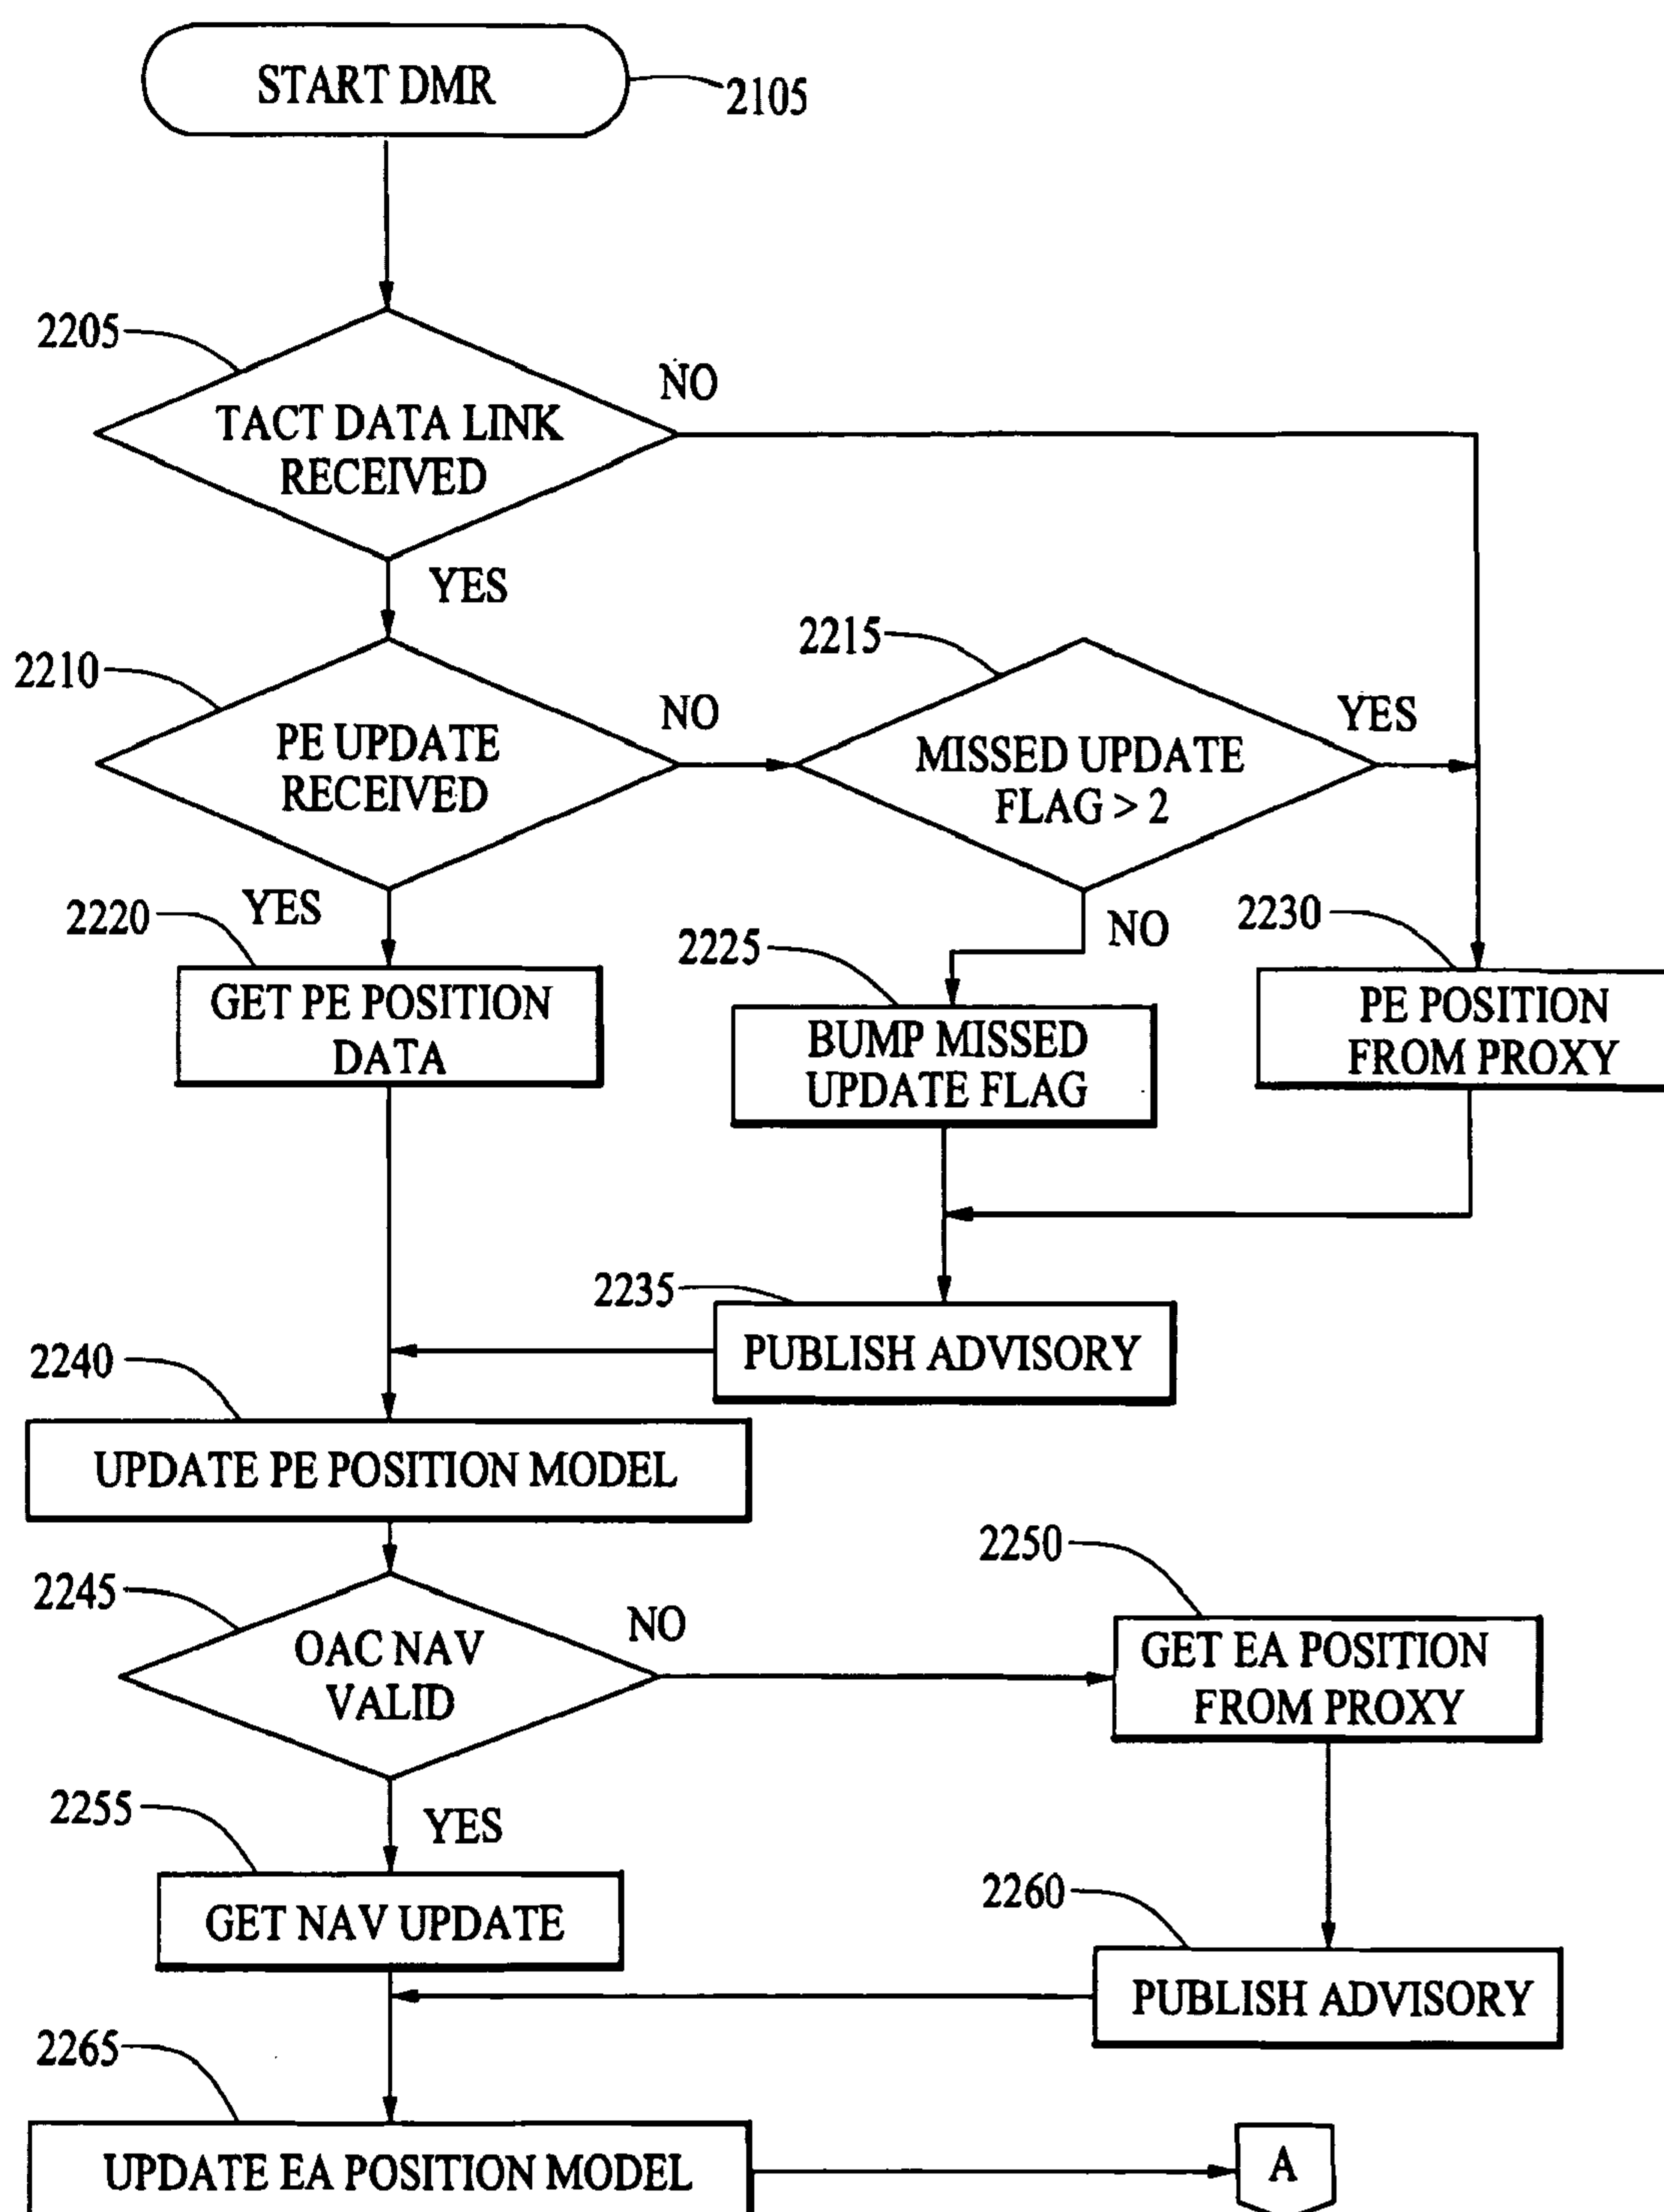 START DMR
2105
2205
NO
TACT DATA LINK
RECEIVED
YES
2210
NO
2215
YES
PE UPDATE
RECEIVED
MISSED UPDATE
FLAG > 2
YES
NO
2220
2225
2230
GET PE POSITION
DATA
BUMP MISSED
UPDATE FLAG
PE POSITION
FROM PROXY
2235
PUBLISH ADVISORY
2240
UPDATE PE POSITION MODEL
2245
NO
2250
OAC NAV
VALID
GET EA POSITION
FROM PROXY
2255
YES
GET NAV UPDATE
2260
PUBLISH ADVISORY
2265
UPDATE EA POSITION MODEL
A